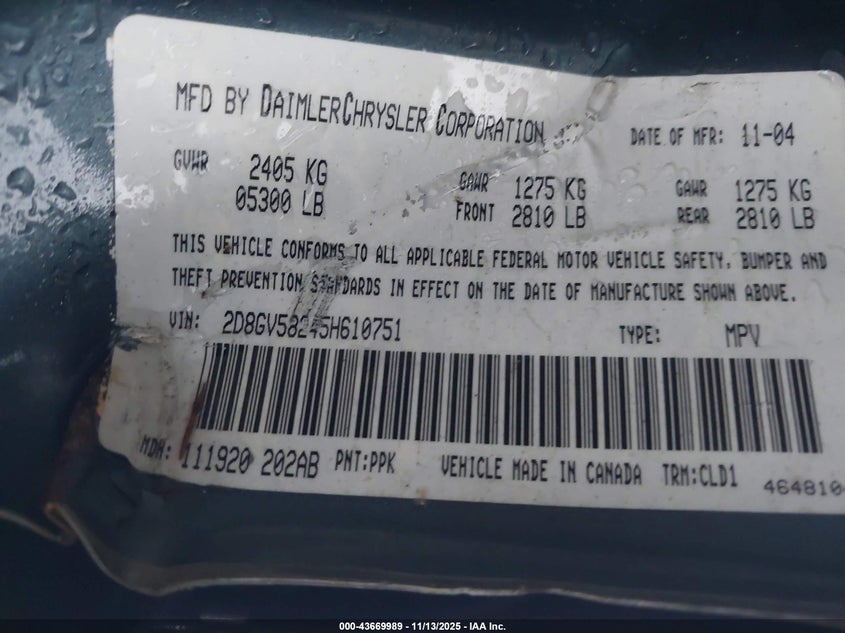 MFD BY DAIMLERCHRYSLER CORPORATION DATE OF MFR: 11-04
GVWR 2405 KG GAWR 1275 KG GAWR 1275 KG
05300 LB FRONT 2810 LB REAR 2810 LB
THIS VEHICLE CONFORMS TO ALL APPLICABLE FEDERAL MOTOR VEHICLE SAFETY, BUMPER AND
THEFT PREVENTION STANDARDS IN EFFECT ON THE DATE OF MANUFACTURE SHOWN ABOVE.
VIN: 2D8GV58245H610751 TYPE: MPV
MDH: 111920 202AB PNT:PPK VEHICLE MADE IN CANADA TRM:CLD1 464810
000-43669989 - 11/13/2025 - IAA Inc.